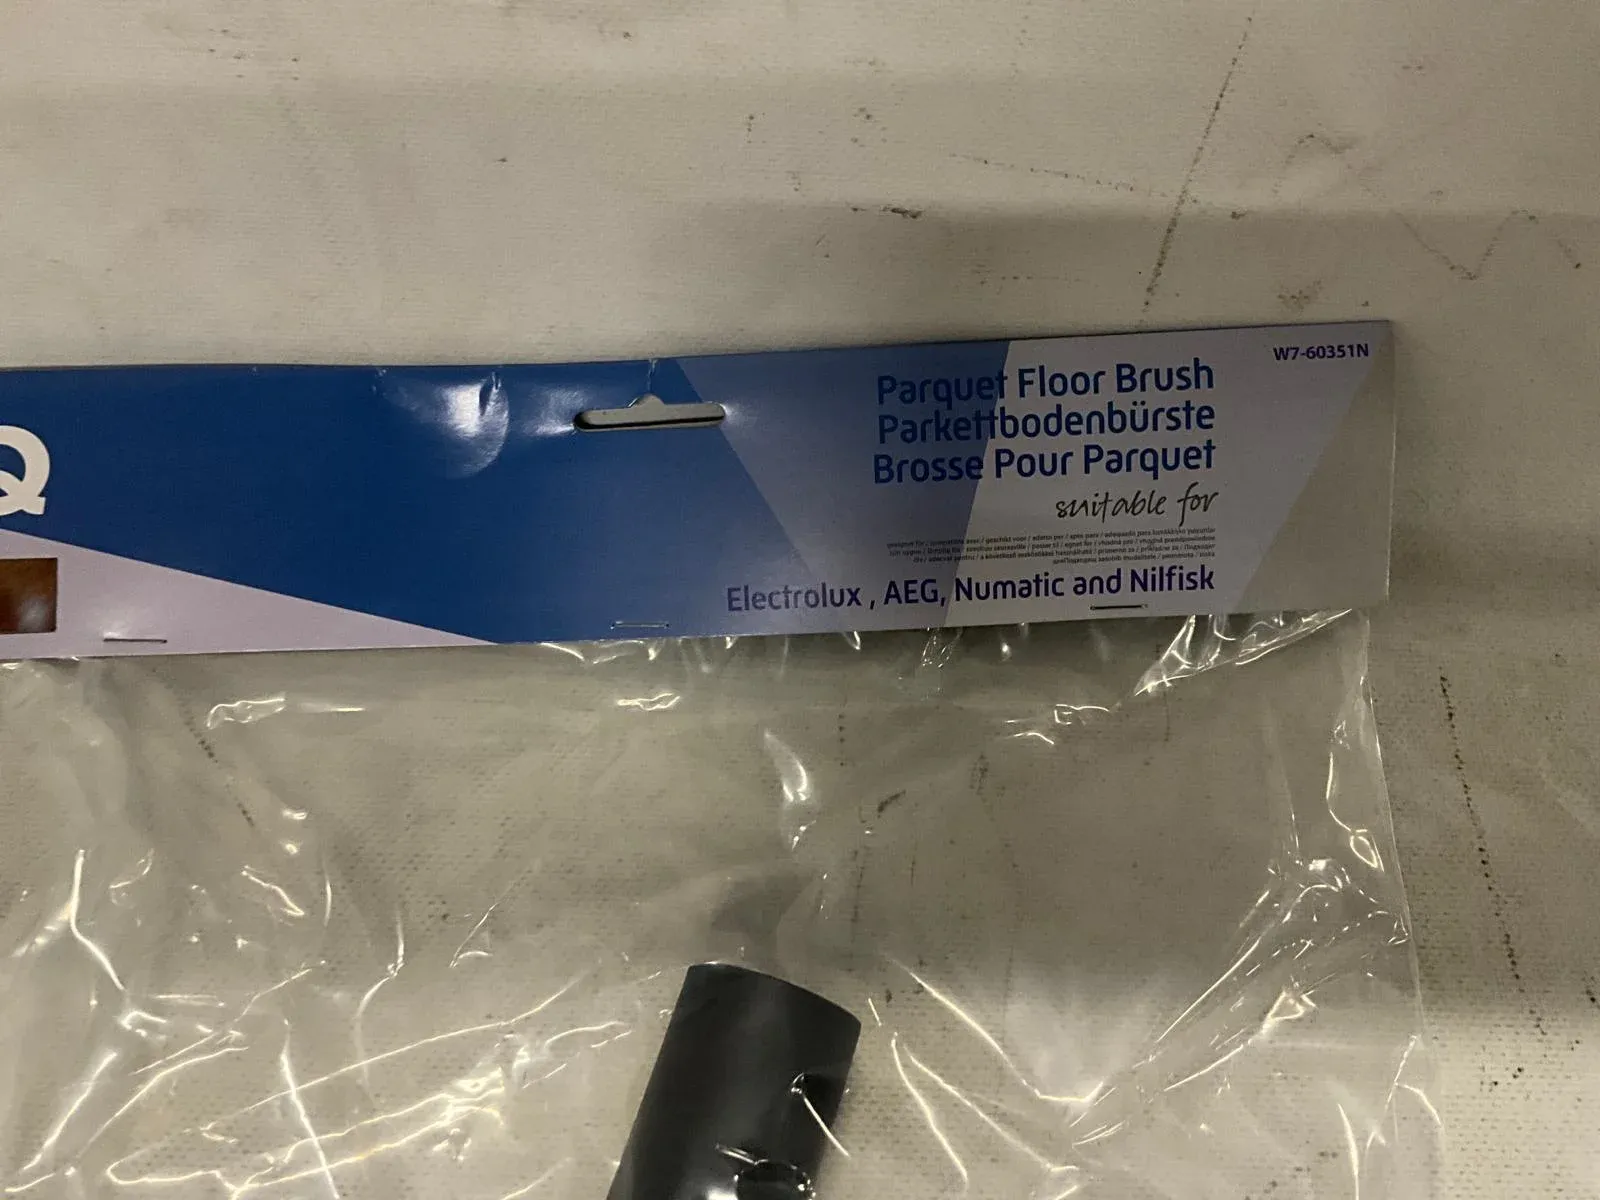 Q
W7-60351N
Parquet Floor Brush
Parkettbodenbürste
Brosse Pour Parquet
suitable for
Electrolux , AEG, Numatic and Nilfisk